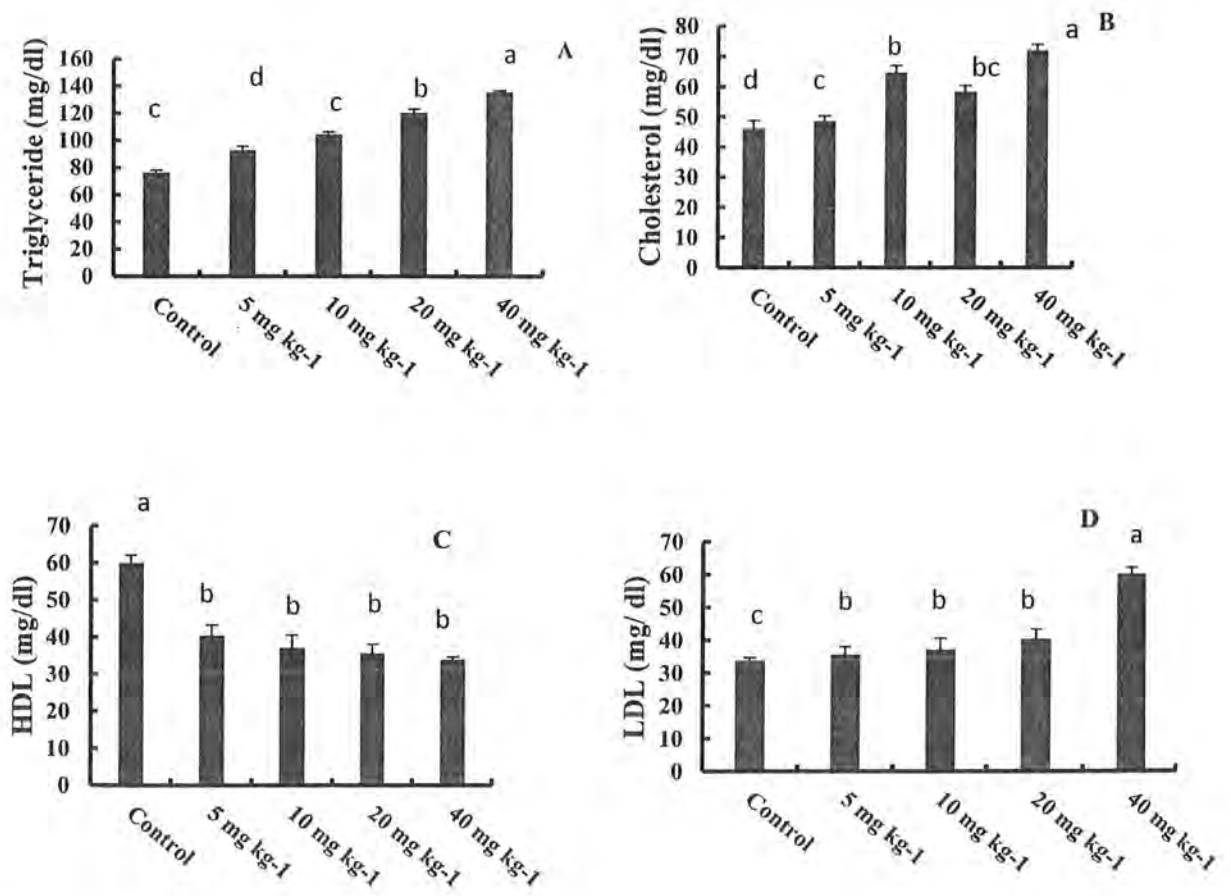 A
Triglyceride (mg/dl)
160
140
120
100
80
60
40
20
0
c
d
c
b
a
Control
5 mg kg-1
10 mg kg-1
20 mg kg-1
40 mg kg-1
B
Cholesterol (mg/dl)
80
70
60
50
40
30
20
10
0
d
c
b
bc
a
Control
5 mg kg-1
10 mg kg-1
20 mg kg-1
40 mg kg-1
C
HDL (mg/dl)
70
60
50
40
30
20
10
0
a
b
b
b
b
Control
5 mg kg-1
10 mg kg-1
20 mg kg-1
40 mg kg-1
D
LDL (mg/ dl)
70
60
50
40
30
20
10
0
c
b
b
b
a
Control
5 mg kg-1
10 mg kg-1
20 mg kg-1
40 mg kg-1